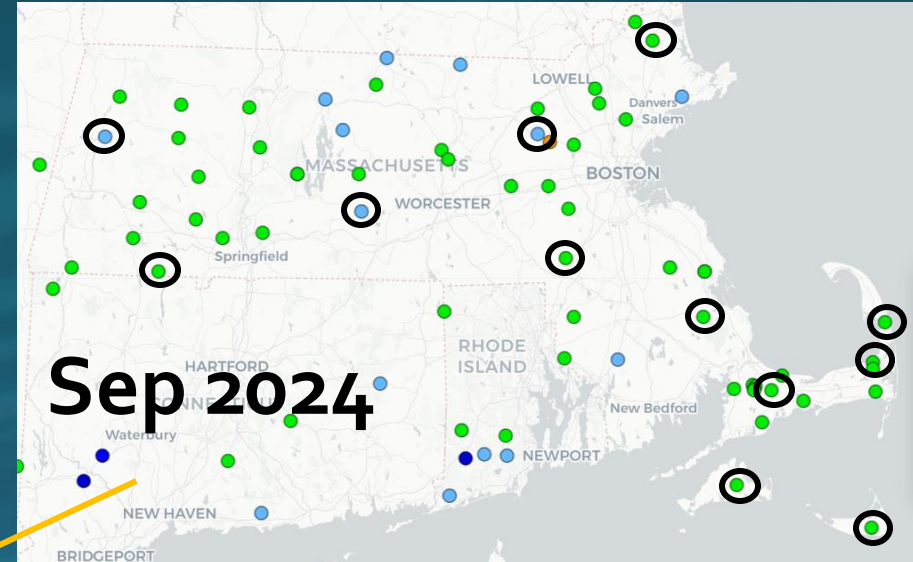 LOWELL
Danvers
Salem
MASSACHUSETTS
BOSTON
WORCESTER
Springfield
RHODE
ISLAND
HARTFORD
Sep 2024
CONNECTICUT
New Bedford
Waterbury
NEWPORT
NEW HAVEN
BRIDGEPORT